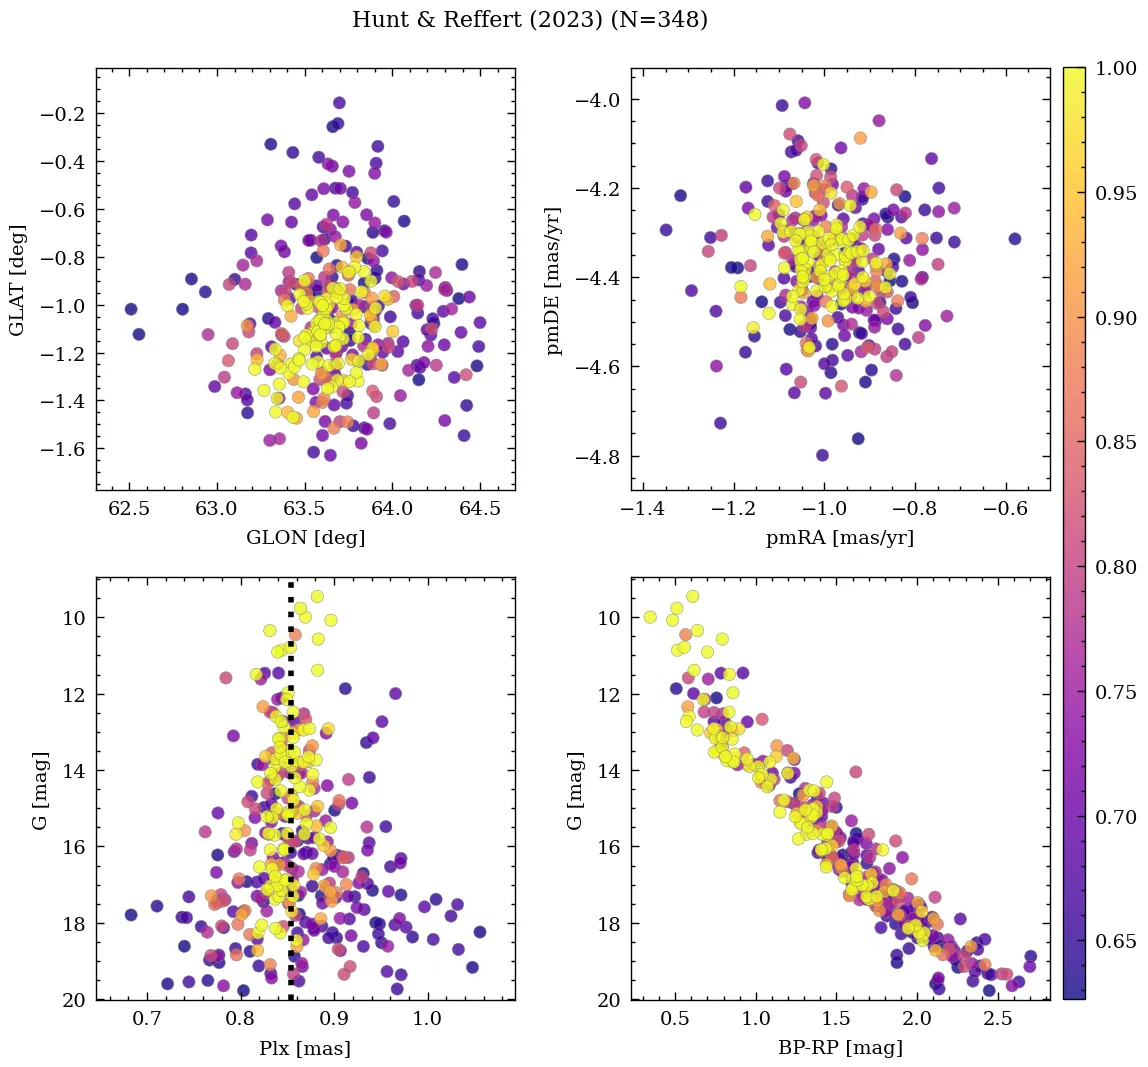 Hunt & Reffert (2023) (N=348)
−0.2
−0.4
−0.6
−0.8
−1.0
−1.2
−1.4
−1.6
GLAT [deg]
62.5 63.0 63.5 64.0 64.5
GLON [deg]
−4.0
−4.2
−4.4
−4.6
−4.8
pmDE [mas/yr]
−1.4 −1.2 −1.0 −0.8 −0.6
pmRA [mas/yr]
10
12
14
16
18
20
G [mag]
0.7 0.8 0.9 1.0
Plx [mas]
10
12
14
16
18
20
G [mag]
0.5 1.0 1.5 2.0 2.5
BP-RP [mag]
1.00
0.95
0.90
0.85
0.80
0.75
0.70
0.65